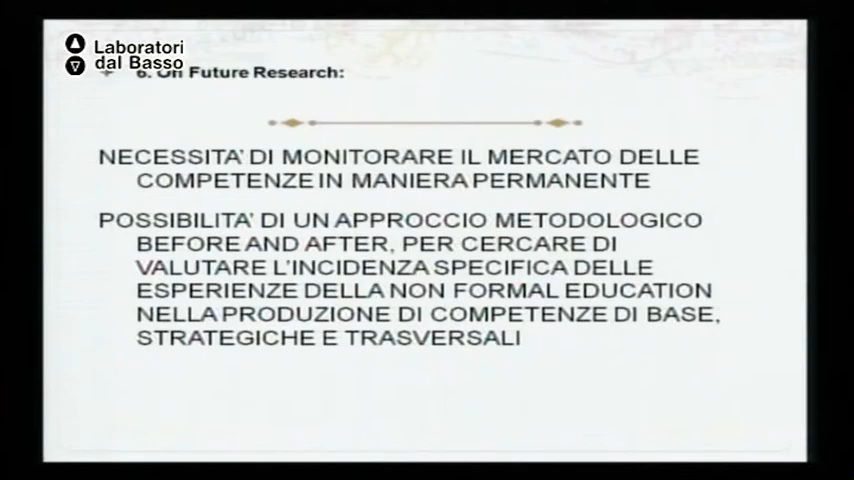 Laboratori
dal Basso
6. On Future Research:
NECESSITA' DI MONITORARE IL MERCATO DELLE
COMPETENZE IN MANIERA PERMANENTE
POSSIBILITA' DI UN APPROCCIO METODOLOGICO
BEFORE AND AFTER, PER CERCARE DI
VALUTARE L'INCIDENZA SPECIFICA DELLE
ESPERIENZE DELLA NON FORMAL EDUCATION
NELLA PRODUZIONE DI COMPETENZE DI BASE,
STRATEGICHE E TRASVERSALI